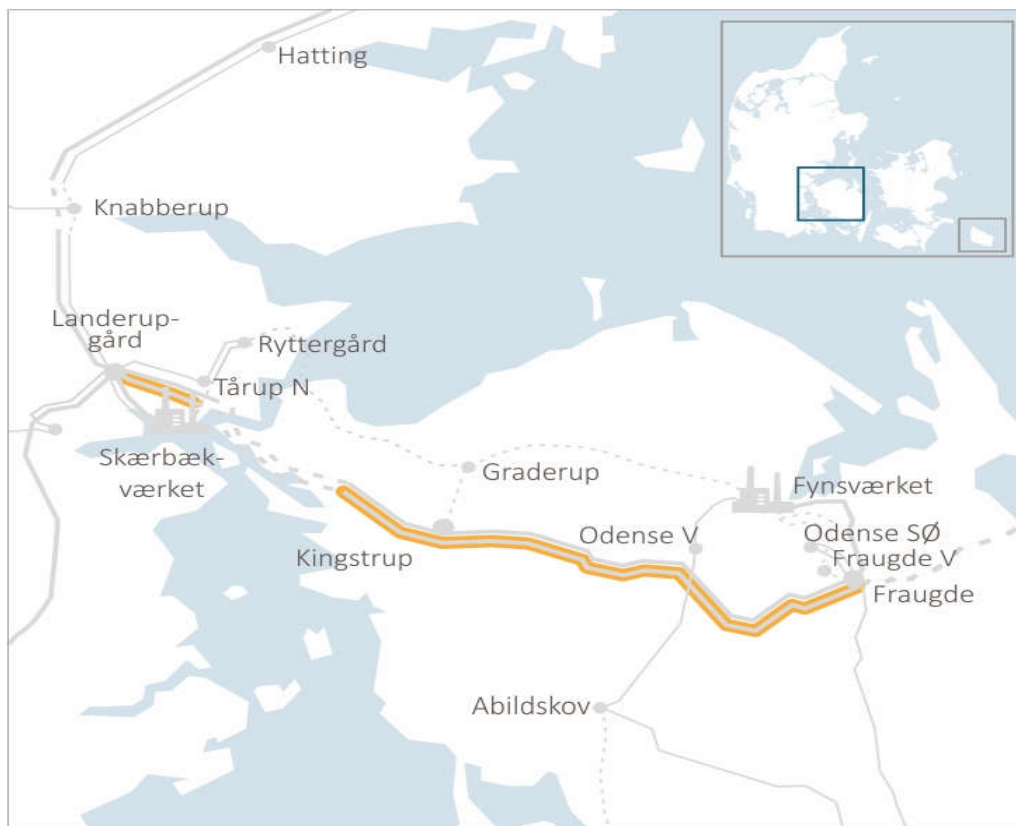 Hatting
Knabberup
Landerup-
gård
Ryttergård
Tårup N
Skærbæk-
værket
Graderup
Fynsværket
Kingstrup
Odense V
Odense SØ
Fraugde V
Fraugde
Abildskov